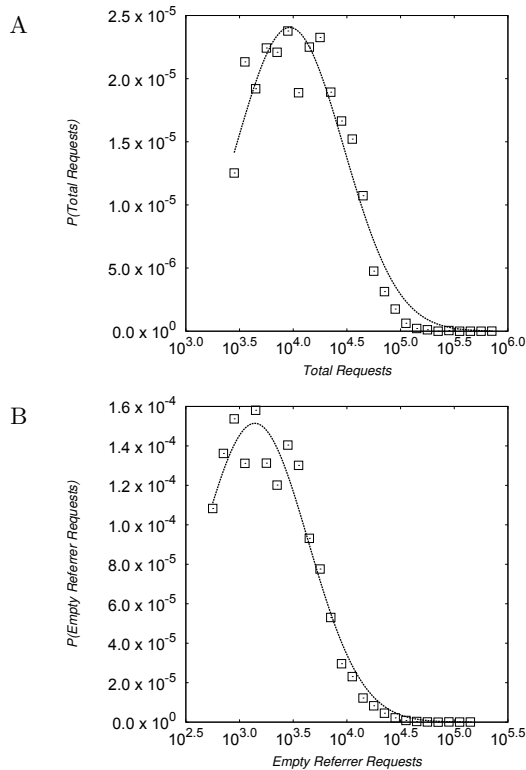 A
2.5 x 10^-5
2.0 x 10^-5
1.5 x 10^-5
1.0 x 10^-5
5.0 x 10^-6
0.0 x 10^0
P(Total Requests)
10^3.0 10^3.5 10^4.0 10^4.5 10^5.0 10^5.5 10^6.0
Total Requests
B
1.6 x 10^-4
1.4 x 10^-4
1.2 x 10^-4
1.0 x 10^-4
8.0 x 10^-5
6.0 x 10^-5
4.0 x 10^-5
2.0 x 10^-5
0.0 x 10^0
P(Empty Referrer Requests)
10^2.5 10^3.0 10^3.5 10^4.0 10^4.5 10^5.0 10^5.5
Empty Referrer Requests